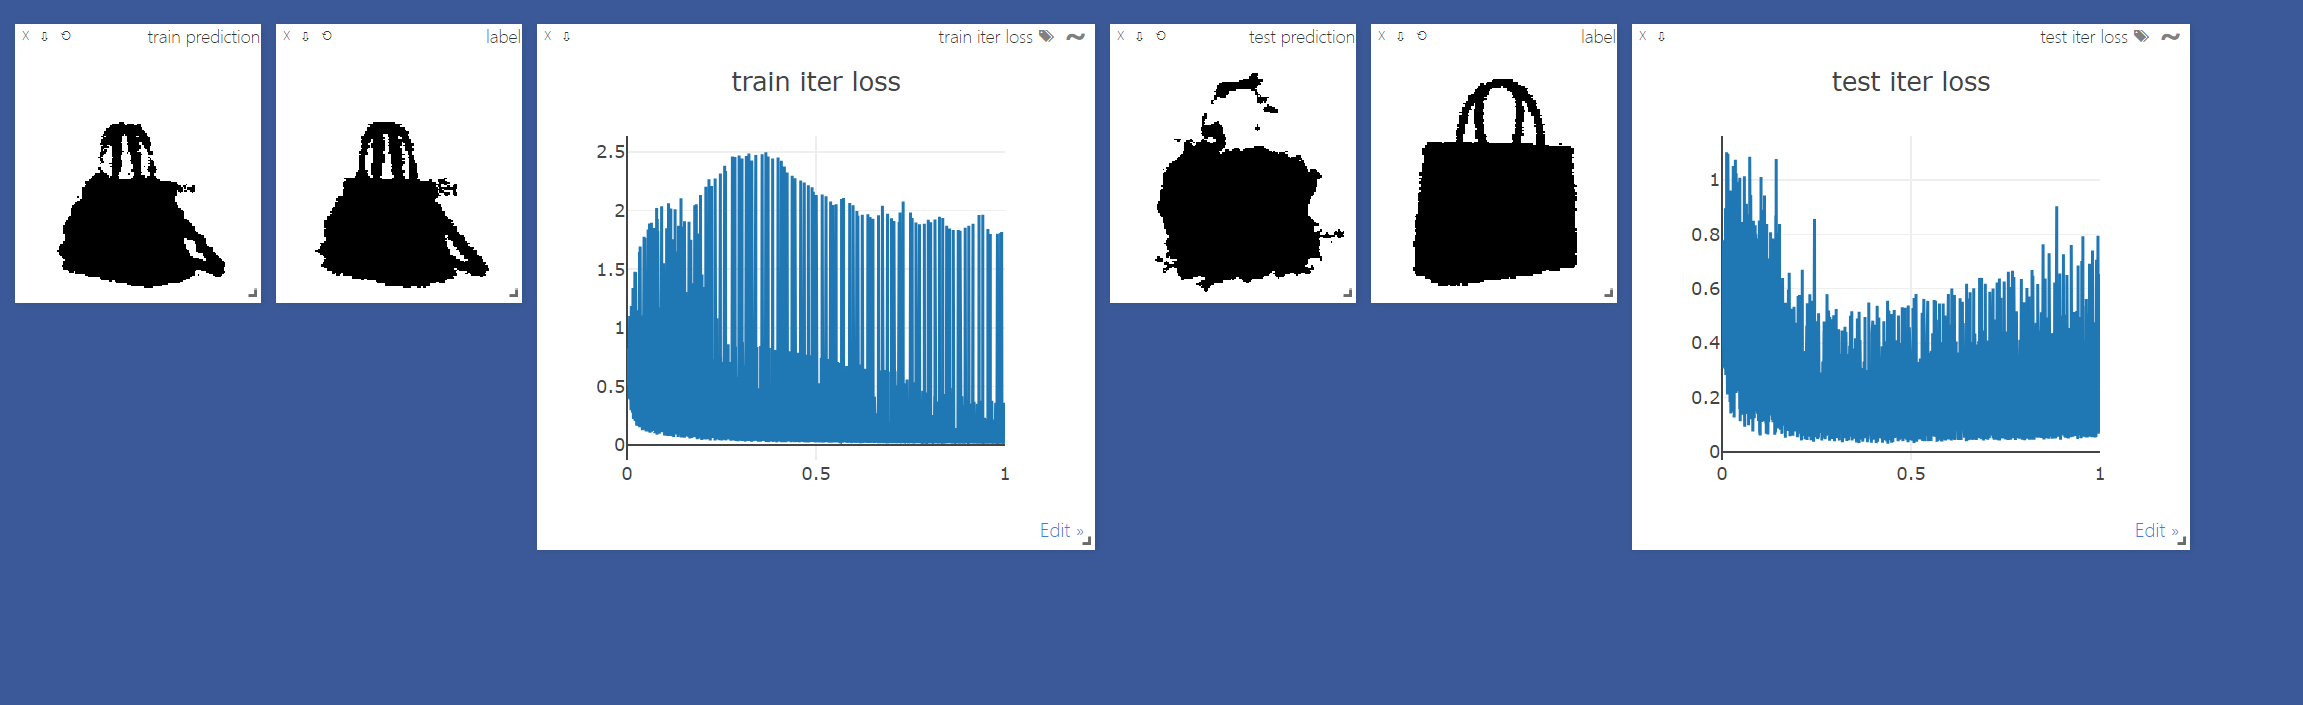 X ⇩ ⟲ train prediction
X ⇩ ⟲ label
X ⇩ train iter loss
train iter loss
2.5
2
1.5
1
0.5
0
0 0.5 1
Edit »
X ⇩ ⟲ test prediction
X ⇩ ⟲ label
X ⇩ test iter loss
test iter loss
1
0.8
0.6
0.4
0.2
0
0 0.5 1
Edit »